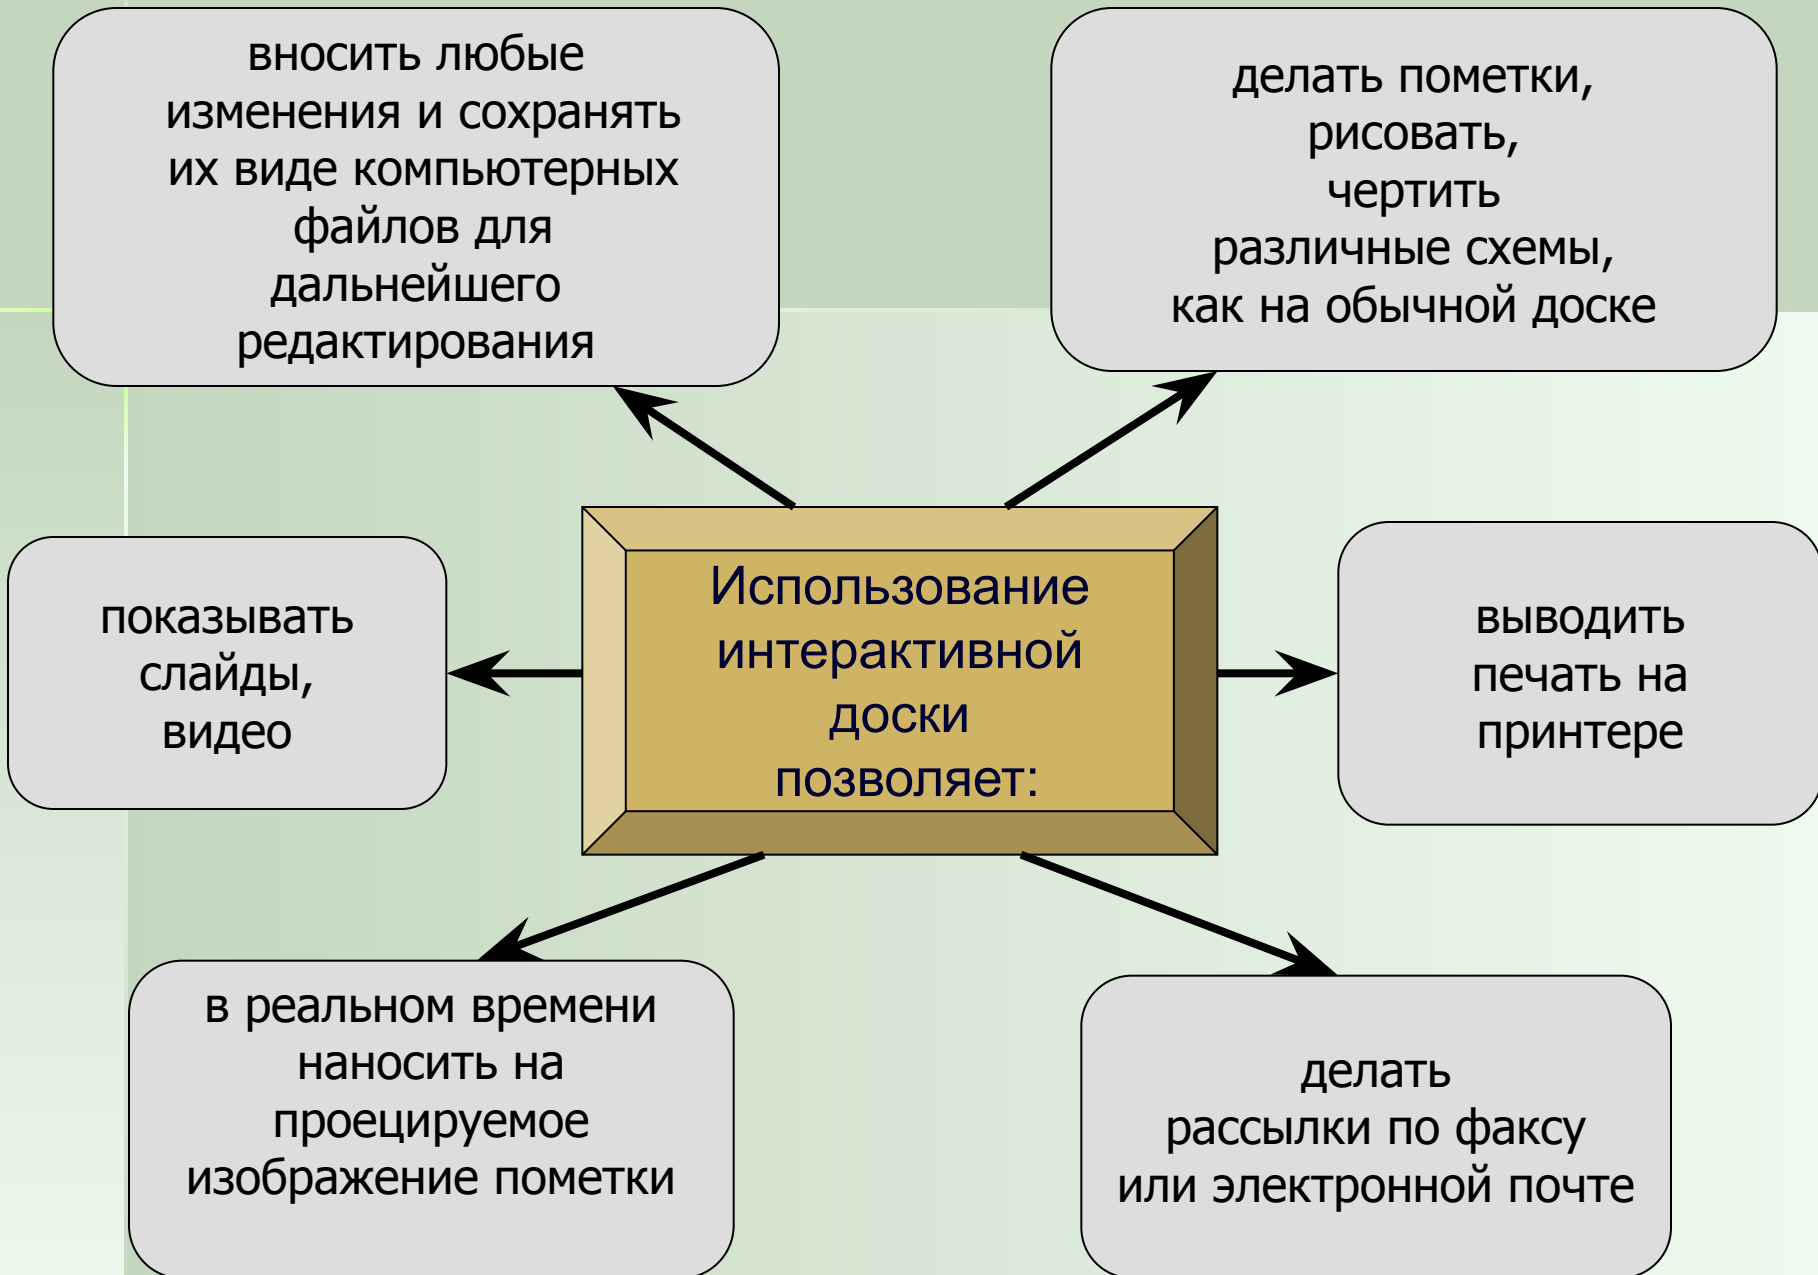 вносить любые
изменения и сохранять
их виде компьютерных
файлов для
дальнейшего
редактирования
делать пометки,
рисовать,
чертить
различные схемы,
как на обычной доске
показывать
слайды,
видео
Использование
интерактивной
доски
позволяет:
выводить
печать на
принтере
в реальном времени
наносить на
проецируемое
изображение пометки
делать
рассылки по факсу
или электронной почте